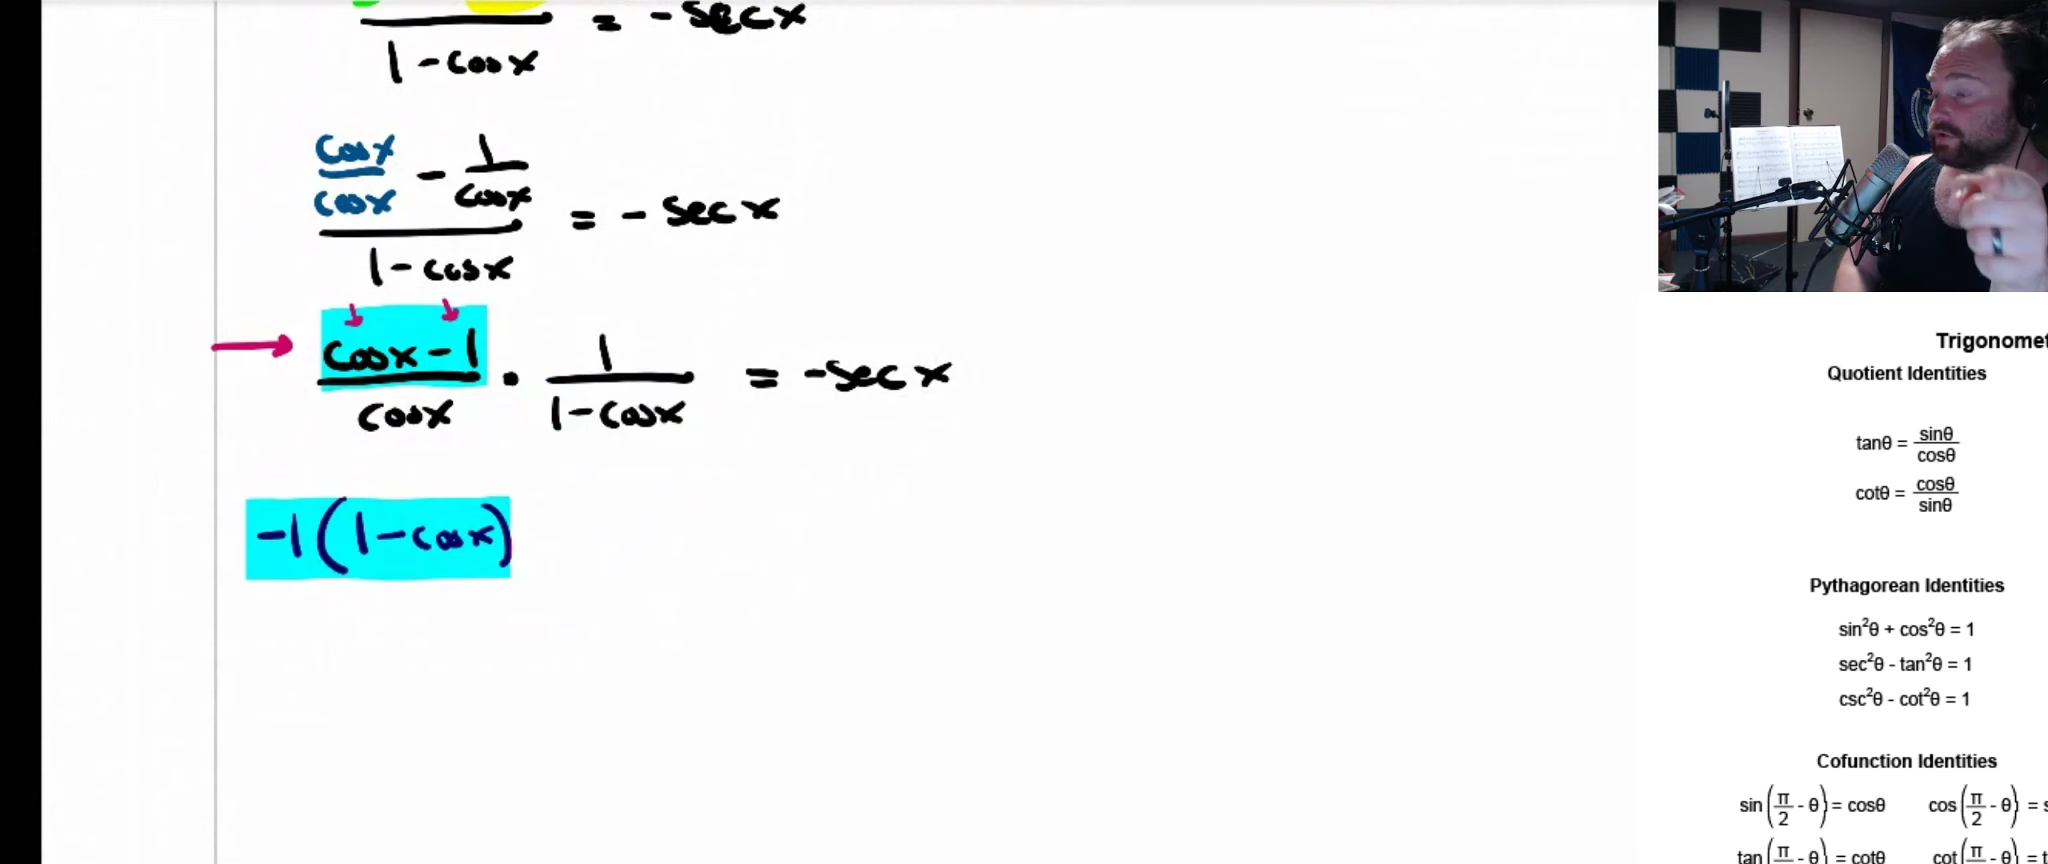 = - sec x
1 - cos x
cos x / cos x - 1 / cos x = - sec x
1 - cos x
cos x - 1 / cos x · 1 / 1 - cos x = - sec x
-1 ( 1 - cos x )
Trigonomet
Quotient Identities
tanθ = sinθ / cosθ
cotθ = cosθ / sinθ
Pythagorean Identities
sin²θ + cos²θ = 1
sec²θ - tan²θ = 1
csc²θ - cot²θ = 1
Cofunction Identities
sin(π/2 - θ) = cosθ cos(π/2 - θ) = s
tan(π - θ) = cotθ cot(π - θ) = t